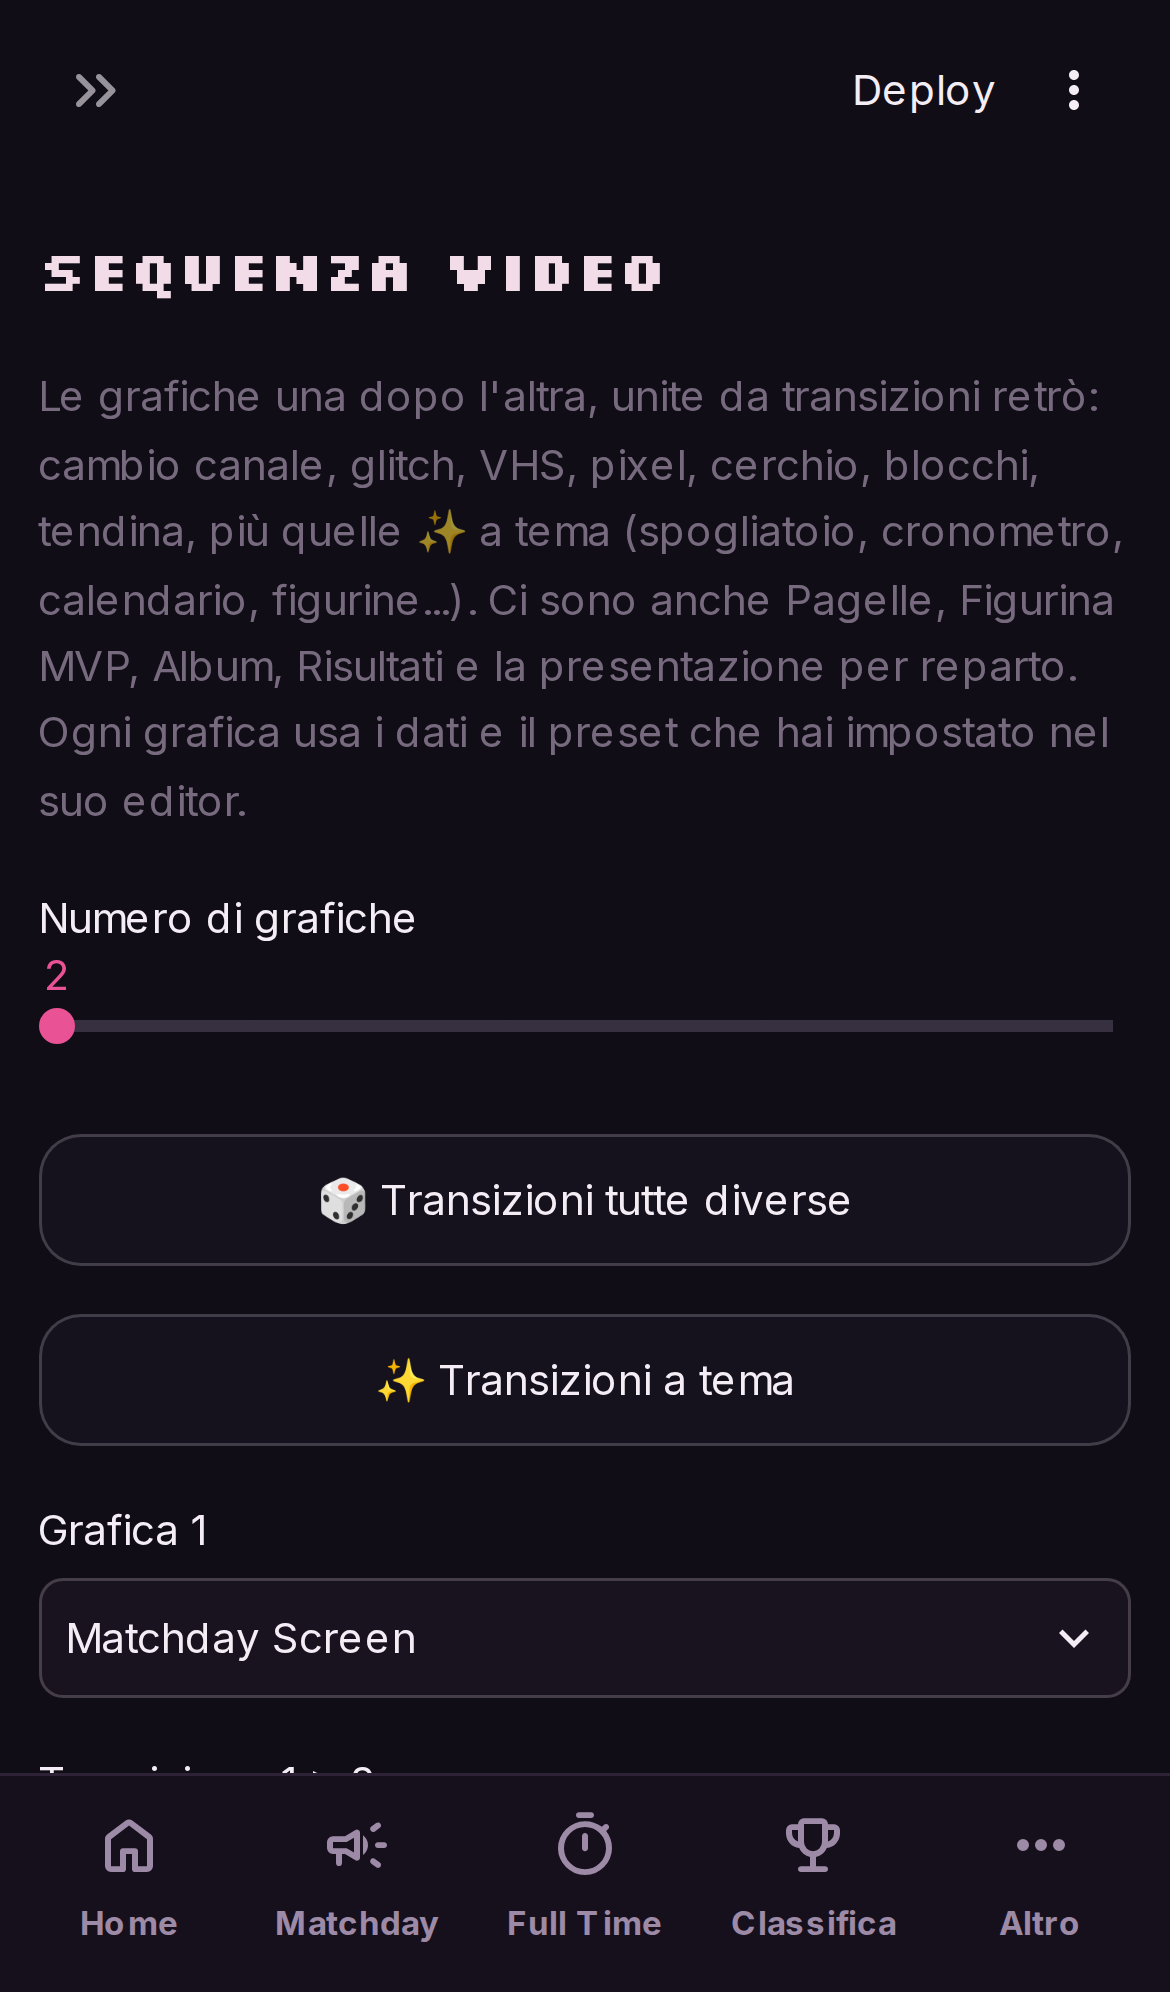 Deploy
SEQUENZA VIDEO
Le grafiche una dopo l'altra, unite da transizioni retrò:
cambio canale, glitch, VHS, pixel, cerchio, blocchi,
tendina, più quelle ✨ a tema (spogliatoio, cronometro,
calendario, figurine…). Ci sono anche Pagelle, Figurina
MVP, Album, Risultati e la presentazione per reparto.
Ogni grafica usa i dati e il preset che hai impostato nel
suo editor.
Numero di grafiche
2
🎲 Transizioni tutte diverse
✨ Transizioni a tema
Grafica 1
Matchday Screen
Home
Matchday
Full Time
Classifica
Altro